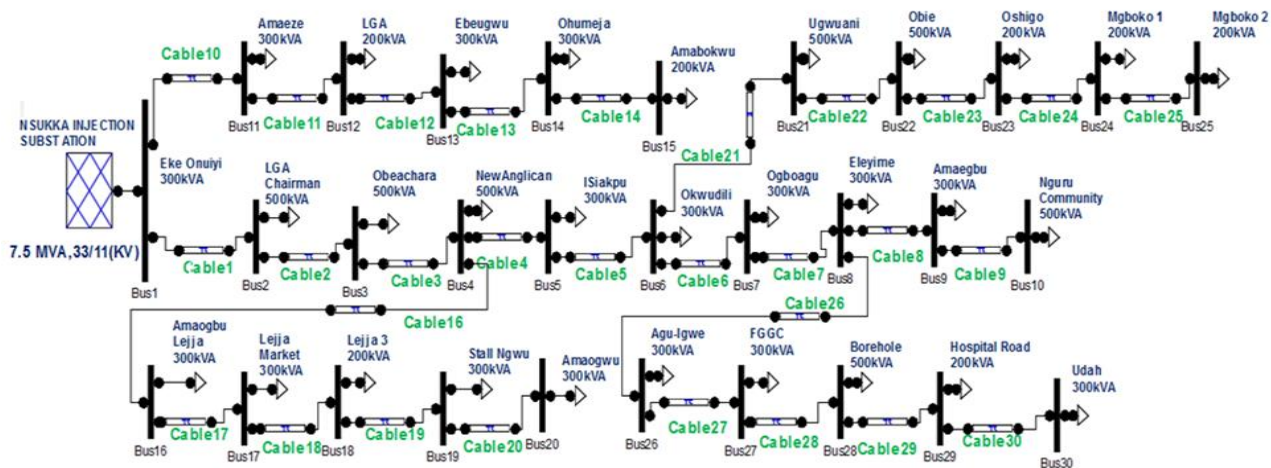 Cable10
Amaeze
300kVA
Bus11
Cable11
LGA
200kVA
Bus12
Cable12
Ebeugwu
300kVA
Bus13
Cable13
Ohumeja
300kVA
Bus14
Cable14
Amabokwu
200kVA
Bus15
Cable21
Ugwuani
500kVA
Bus21
Cable22
Obie
500kVA
Bus22
Cable23
Oshigo
200kVA
Bus23
Cable24
Mgboko 1
200kVA
Bus24
Cable25
Mgboko 2
200kVA
Bus25
NSUKKA INJECTION
SUBSTATION
7.5 MVA,33/11(KV)
Eke Onuiyi
300kVA
Bus1
Cable1
LGA
Chairman
500kVA
Bus2
Cable2
Obeachara
500kVA
Bus3
Cable3
NewAnglican
500kVA
Bus4
Cable4
ISiakpu
300kVA
Bus5
Cable5
Okwudili
300kVA
Bus6
Cable6
Ogboagu
300kVA
Bus7
Cable7
Eleyime
300kVA
Bus8
Cable8
Amaegbu
300kVA
Bus9
Cable9
Nguru
Community
500kVA
Bus10
Cable16
Cable26
Amaogbu
Lejja
300kVA
Bus16
Cable17
Lejja
Market
300kVA
Bus17
Cable18
Lejja 3
200kVA
Bus18
Cable19
Stall Ngwu
300kVA
Bus19
Cable20
Amaogwu
300kVA
Bus20
Agu-Igwe
300kVA
Bus26
Cable27
FGGC
300kVA
Bus27
Cable28
Borehole
500kVA
Bus28
Cable29
Hospital Road
200kVA
Bus29
Cable30
Udah
300kVA
Bus30